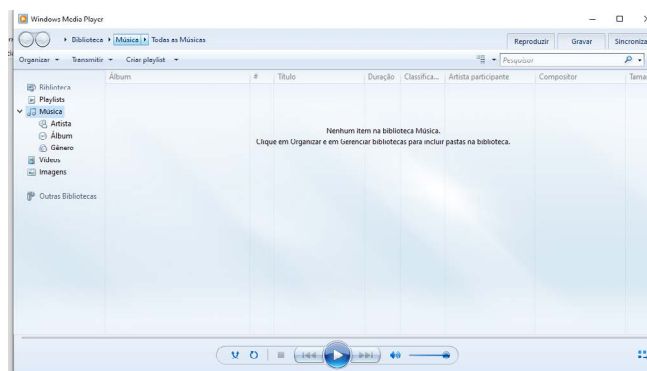 Windows Media Player
Biblioteca Música Todas as Músicas
Reproduzir Gravar Sincroniza
Organizar Transmitir Criar playlist Pesquisar
Álbum # Título Duração Classifica... Artista participante Compositor Tama
Biblioteca
Playlists
Música
Artista
Álbum
Gênero
Vídeos
Imagens
Outras Bibliotecas
Nenhum item na biblioteca Música.
Clique em Organizar e em Gerenciar bibliotecas para incluir pastas na biblioteca.